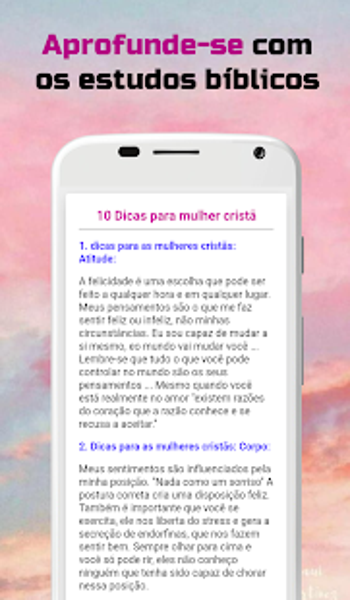 Aprofunde-se com
os estudos bíblicos
10 Dicas para mulher cristã
1. dicas para as mulheres cristãs:
Atitude:
A felicidade é uma escolha que pode ser
feito a qualquer hora e em qualquer lugar.
Meus pensamentos são o que me faz
sentir feliz ou infeliz, não minhas
circunstâncias. Eu sou capaz de mudar a
si mesmo, eo mundo vai mudar você ...
Lembre-se que tudo o que você pode
controlar no mundo são os seus
pensamentos ... Mesmo quando você
está realmente no amor "existem razões
do coração que a razão conhece e se
recusa a aceitar."
2. Dicas para as mulheres cristãs: Corpo:
Meus sentimentos são influenciados pela
minha posição. "Nada como um sorriso" A
postura correta cria uma disposição feliz.
Também é importante que você se
exercita, ele nos liberta do stress e gera a
secreção de endorfinas, que nos fazem
sentir bem. Sempre olhar para cima e
você só pode rir, eles não conheço
ninguém que tenha sido capaz de chorar
nessa posição.